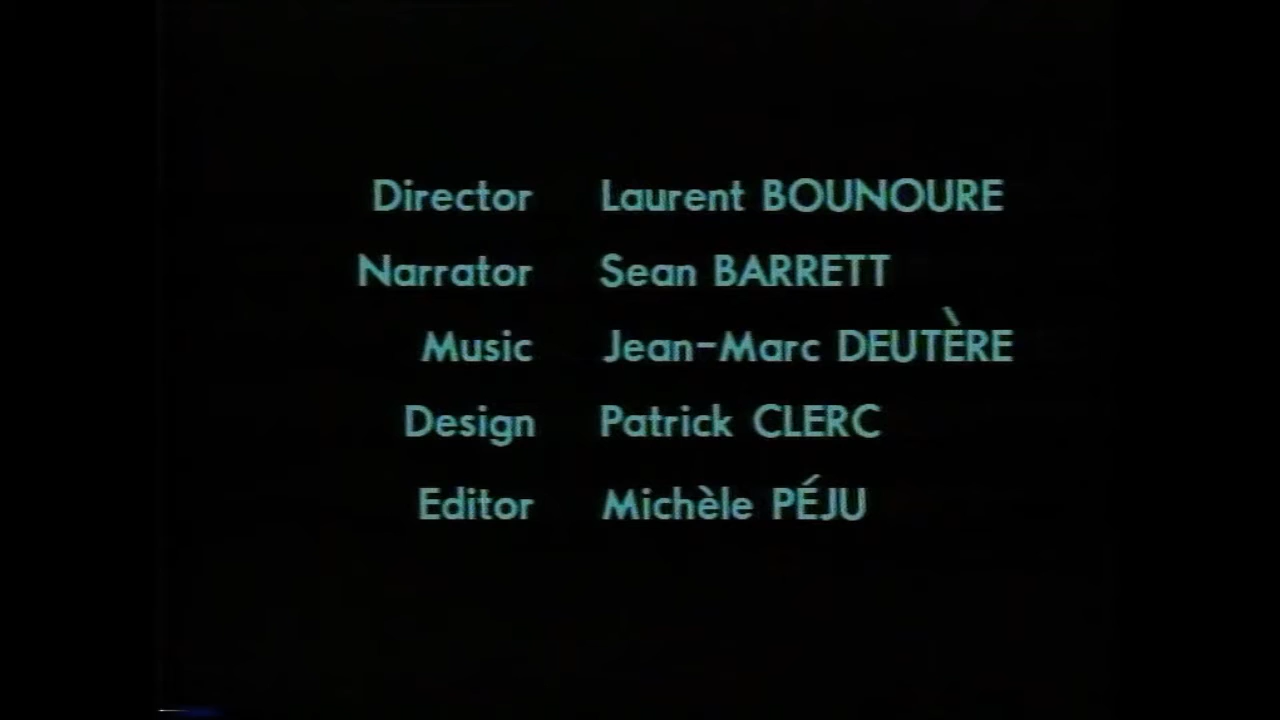 Director Laurent BOUNOURE
Narrator Sean BARRETT
Music Jean-Marc DEUTÈRE
Design Patrick CLERC
Editor Michèle PÉJU